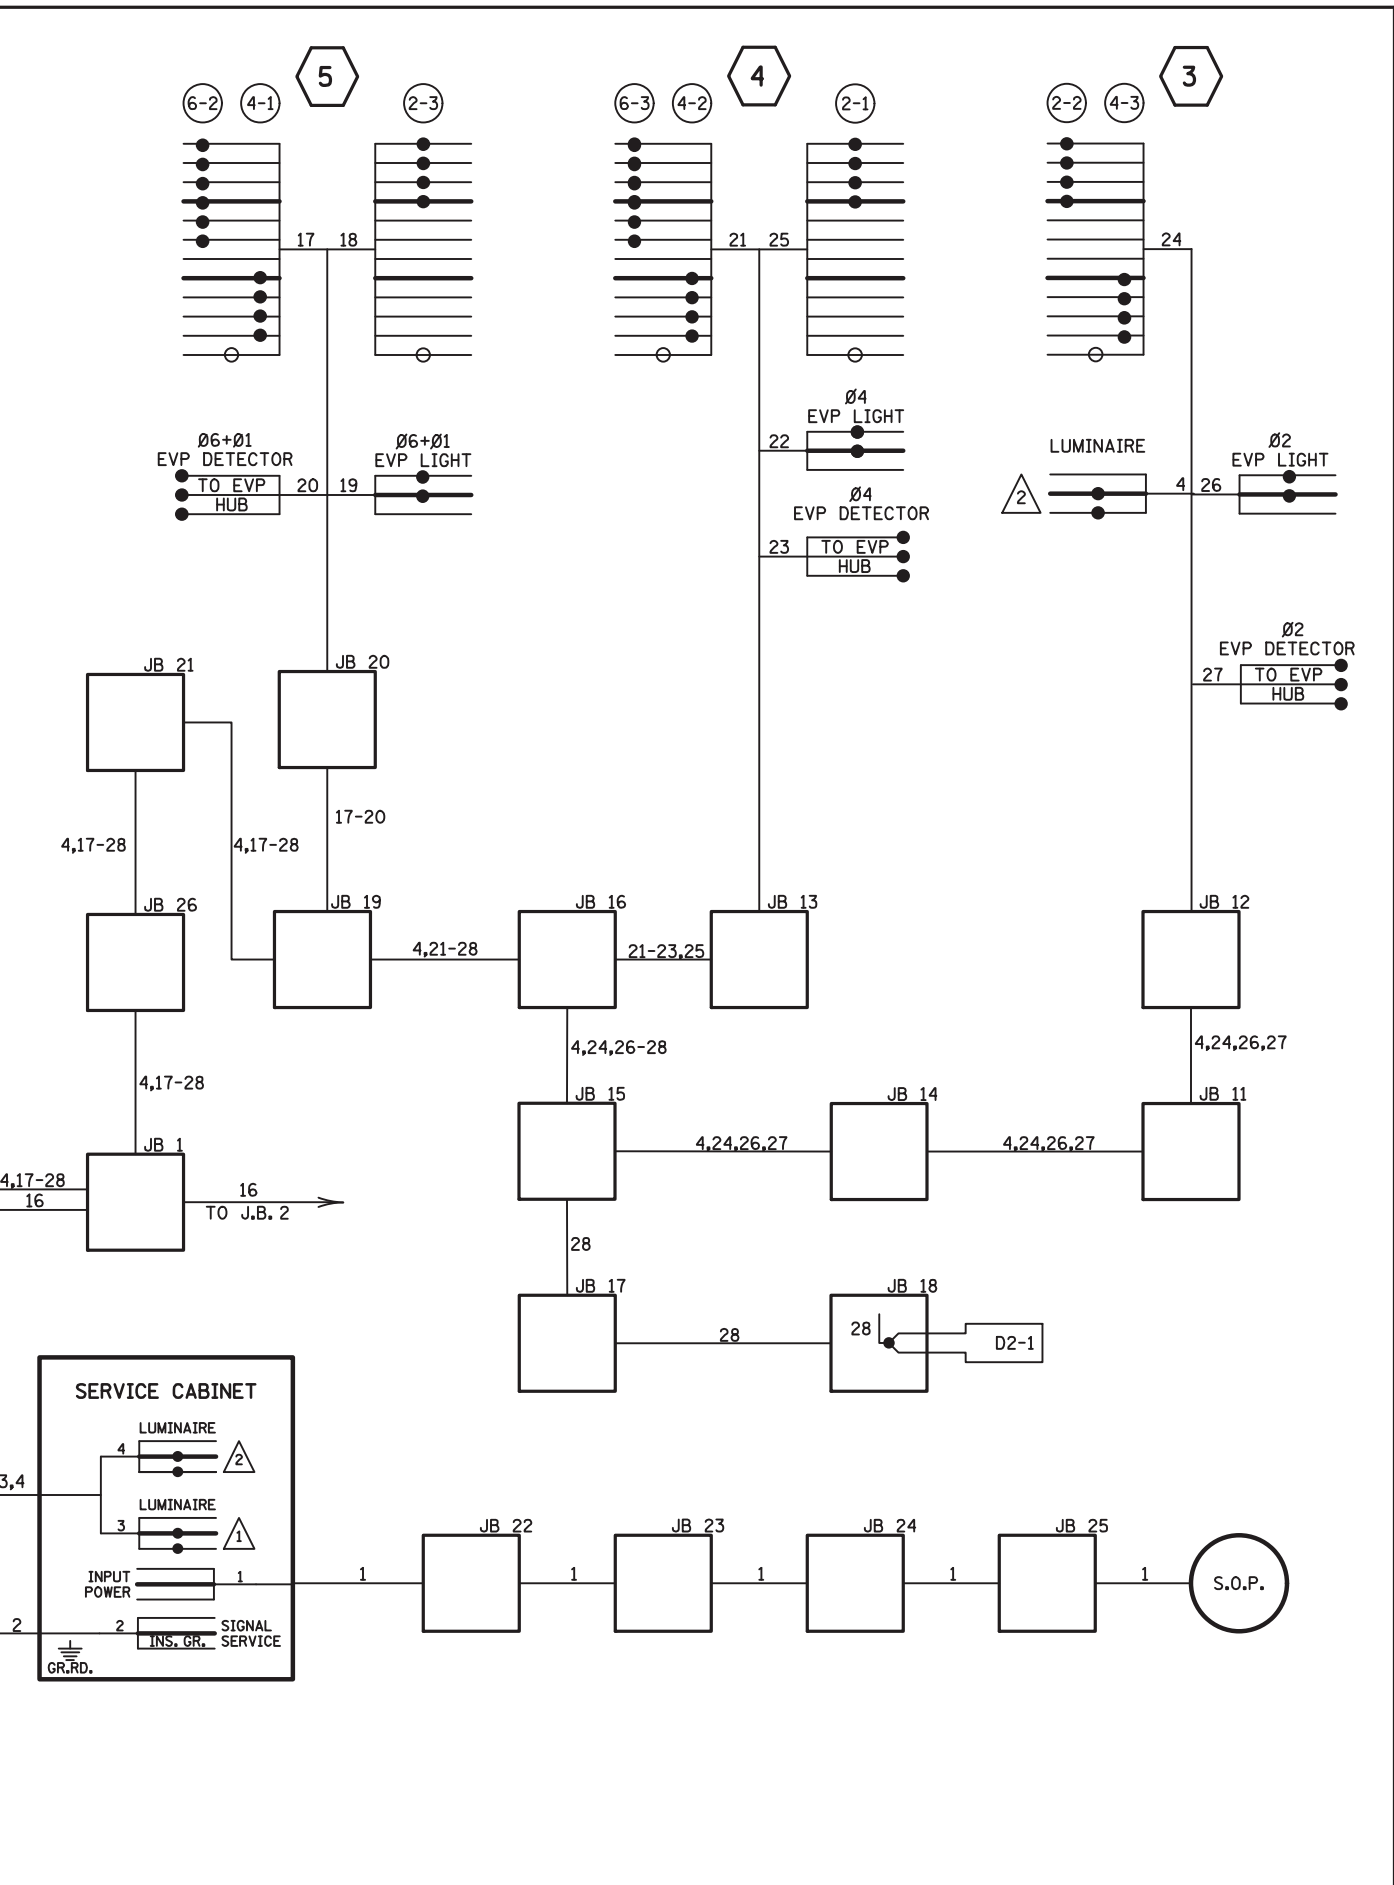 5
4
3
6-2
4-1
2-3
6-3
4-2
2-1
2-2
4-3
17
18
21
25
24
Ø6+Ø1
EVP DETECTOR
TO EVP
HUB
20
19
Ø6+Ø1
EVP LIGHT
22
Ø4
EVP LIGHT
23
Ø4
EVP DETECTOR
TO EVP
HUB
LUMINAIRE
2
4
26
Ø2
EVP LIGHT
27
Ø2
EVP DETECTOR
TO EVP
HUB
JB 21
JB 20
17-20
4,17-28
4,17-28
JB 26
JB 19
JB 16
JB 13
JB 12
4,21-28
21-23,25
4,24,26-28
4,24,26,27
4,17-28
JB 15
JB 14
JB 11
4,24,26,27
4,24,26,27
JB 1
4,17-28
16
16
TO J.B. 2
28
JB 17
JB 18
28
28
D2-1
SERVICE CABINET
LUMINAIRE
4
2
3,4
LUMINAIRE
3
1
INPUT
POWER
1
2
2
INS. GR.
SIGNAL
SERVICE
GR.RD.
1
JB 22
1
JB 23
1
JB 24
1
JB 25
1
S.O.P.